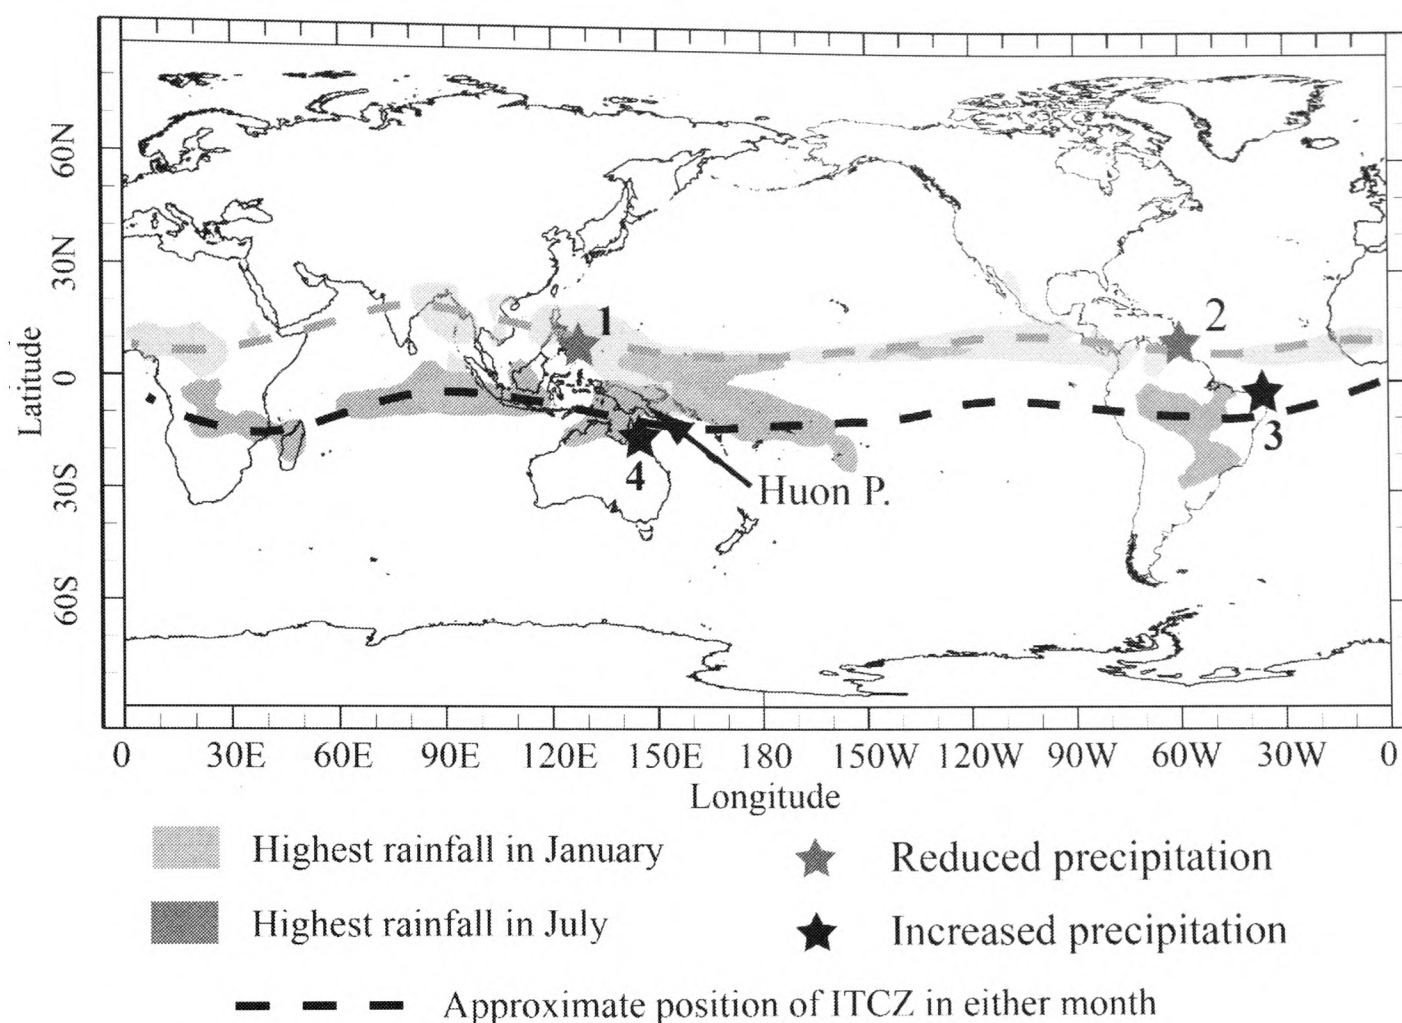 60N
30N
0
30S
60S
Latitude
1
2
3
4
Huon P.
0 30E 60E 90E 120E 150E 180 150W 120W 90W 60W 30W 0
Longitude
Highest rainfall in January
Reduced precipitation
Highest rainfall in July
Increased precipitation
Approximate position of ITCZ in either month